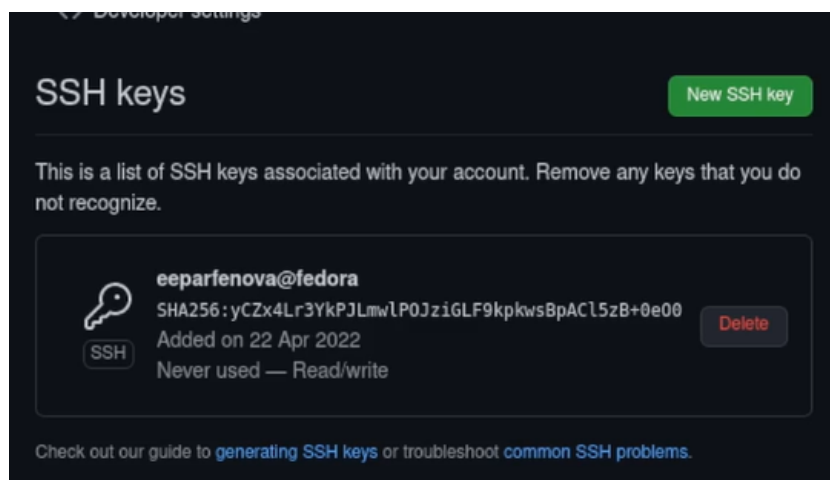 Developer settings
SSH keys
New SSH key
This is a list of SSH keys associated with your account. Remove any keys that you do
not recognize.
eeparfenova@fedora
SHA256:yCZx4Lr3YkPJLmwlPOJziGLF9kpkwsBpACl5zB+0eO0
Added on 22 Apr 2022
Never used — Read/write
SSH
Delete
Check out our guide to generating SSH keys or troubleshoot common SSH problems.